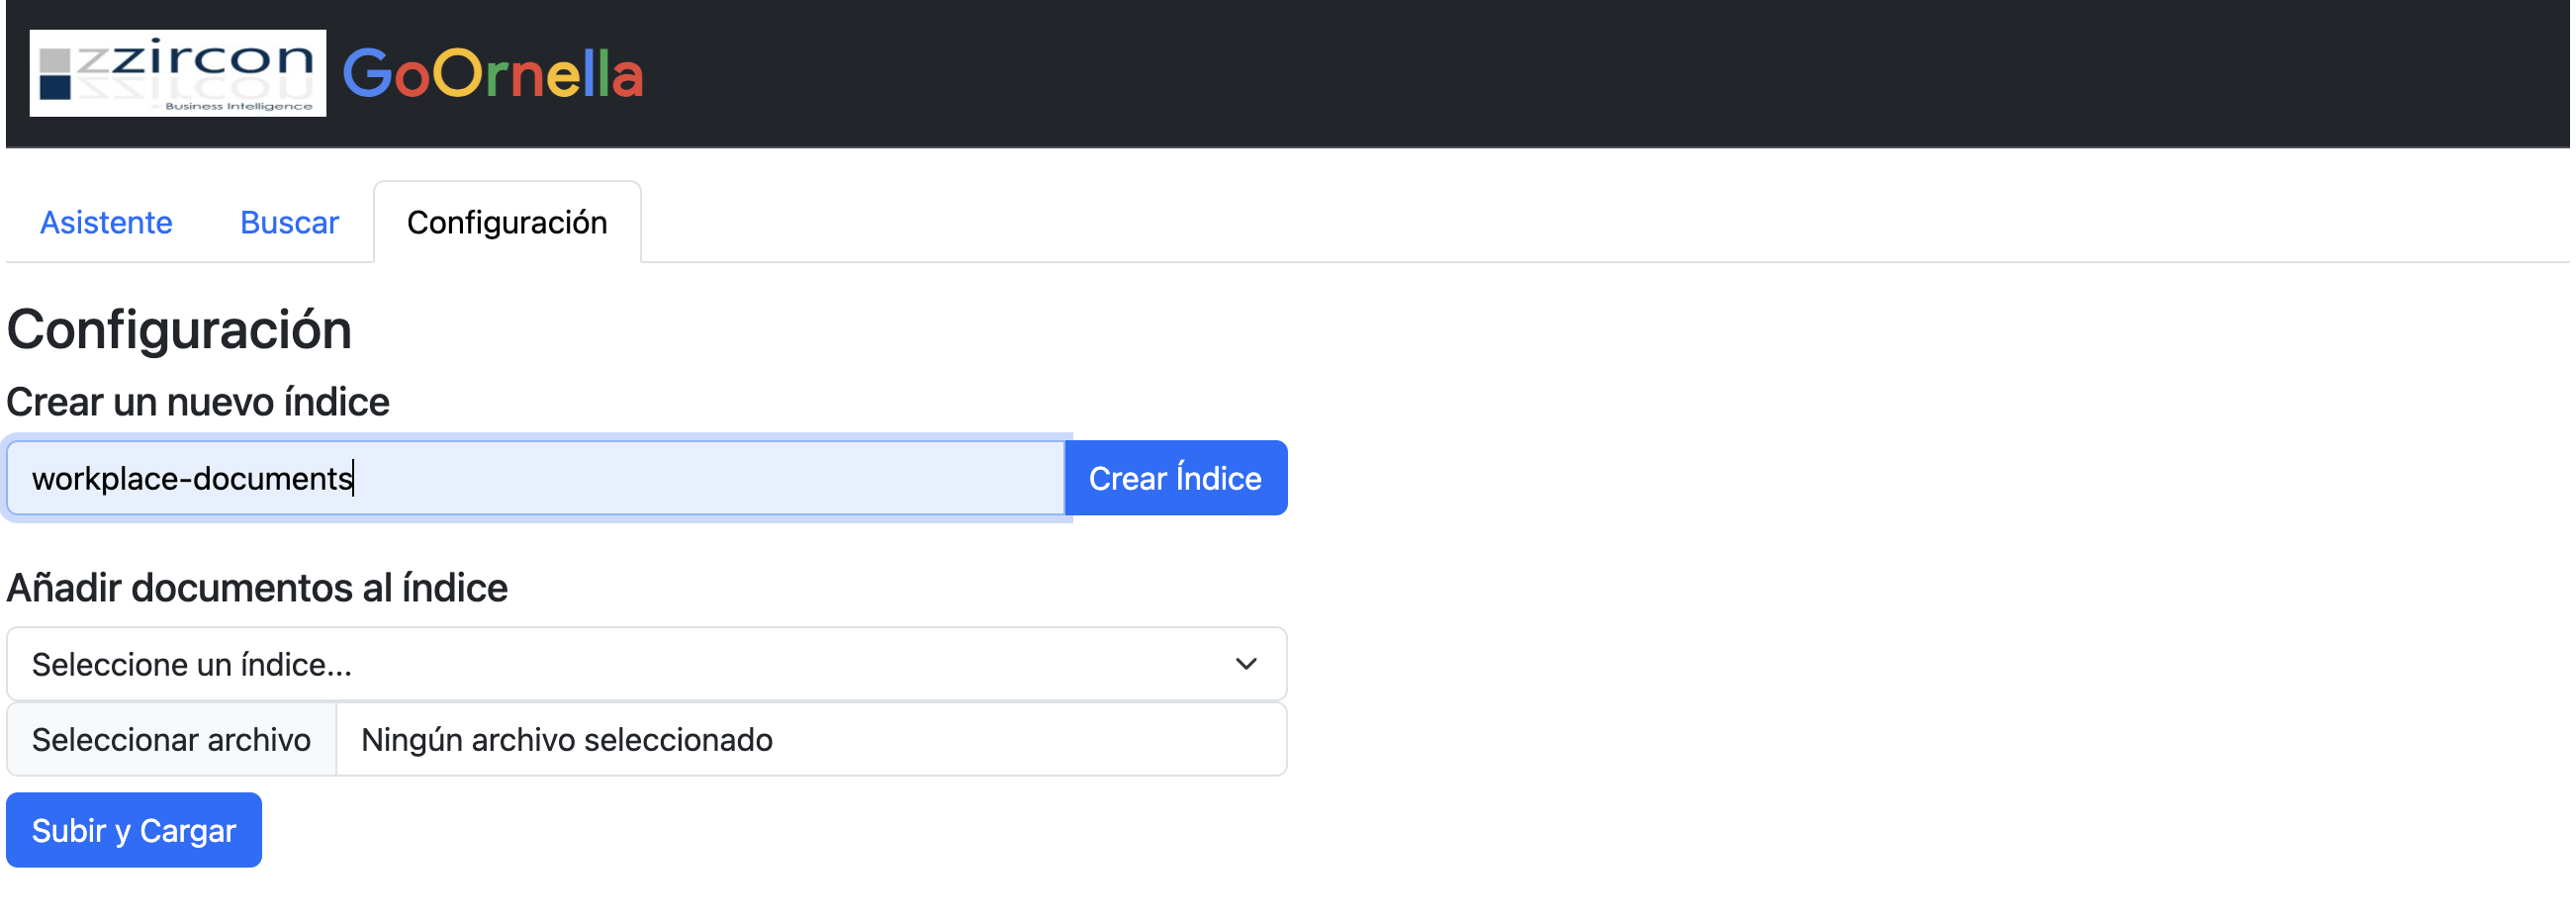 zzircon
Business Intelligence
GoOrnella
Asistente Buscar Configuración
Configuración
Crear un nuevo índice
workplace-documents Crear Índice
Añadir documentos al índice
Seleccione un índice...
Seleccionar archivo Ningún archivo seleccionado
Subir y Cargar